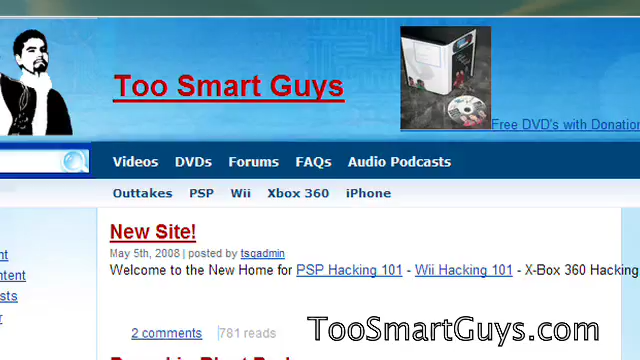 Too Smart Guys
Free DVD's with Donation
Videos DVDs Forums FAQs Audio Podcasts
Outtakes PSP Wii Xbox 360 iPhone
New Site!
May 5th, 2008 | posted by tsgadmin
Welcome to the New Home for PSP Hacking 101 - Wii Hacking 101 - X-Box 360 Hacking
2 comments 781 reads
TooSmartGuys.com